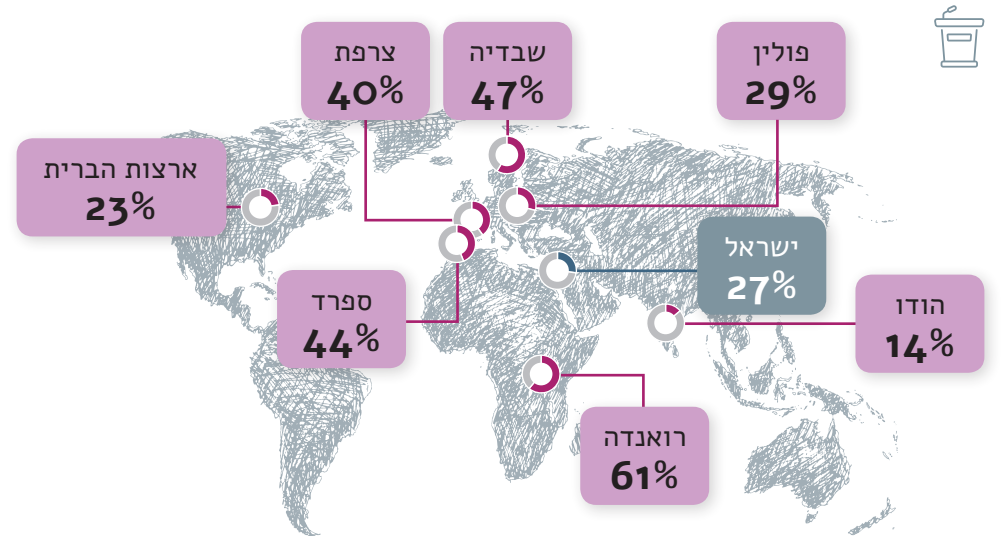 צרפת
40%
שבדיה
47%
פולין
29%
ארצות הברית
23%
ישראל
27%
ספרד
44%
הודו
14%
רואנדה
61%